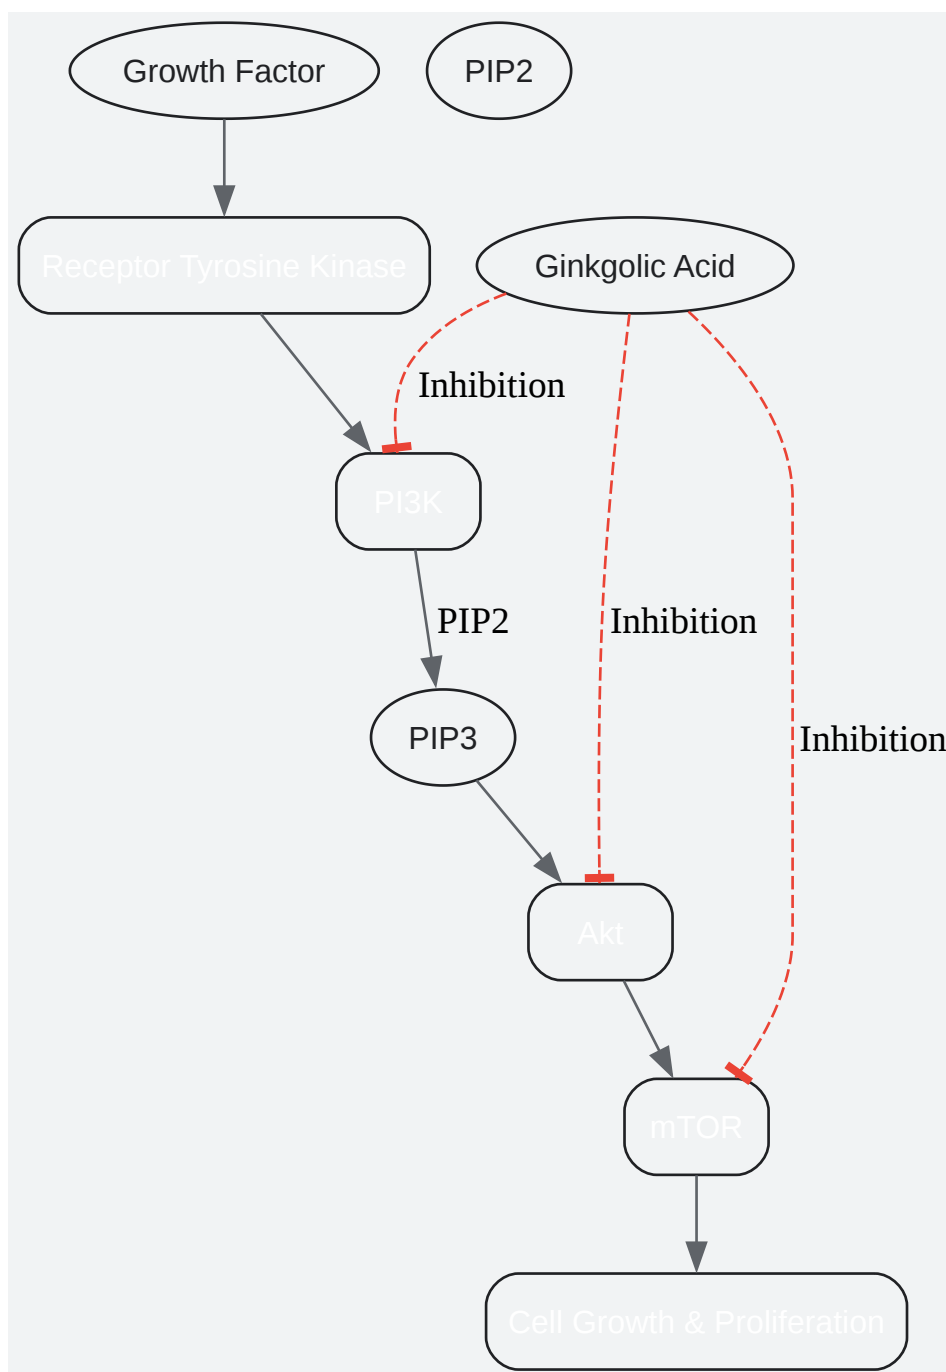 Growth Factor
PIP2
Receptor Tyrosine Kinase
Ginkgolic Acid
Inhibition
PI3K
PIP2
Inhibition
PIP3
Inhibition
Akt
mTOR
Cell Growth & Proliferation